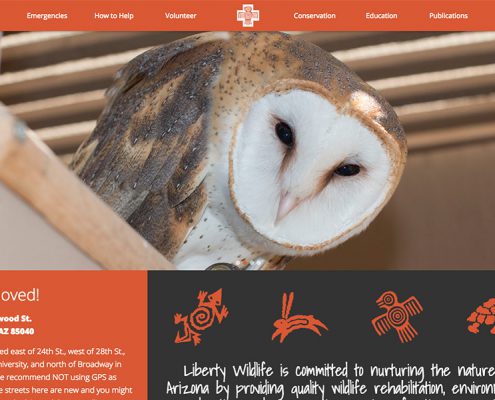 Emergencies How to Help Volunteer Conservation Education Publications
oved!
wood St.
AZ 85040
ed east of 24th St., west of 28th St.,
niversity, and north of Broadway in
e recommend NOT using GPS as
e streets here are new and you might
Liberty Wildlife is committed to nurturing the nature
Arizona by providing quality wildlife rehabilitation, environ